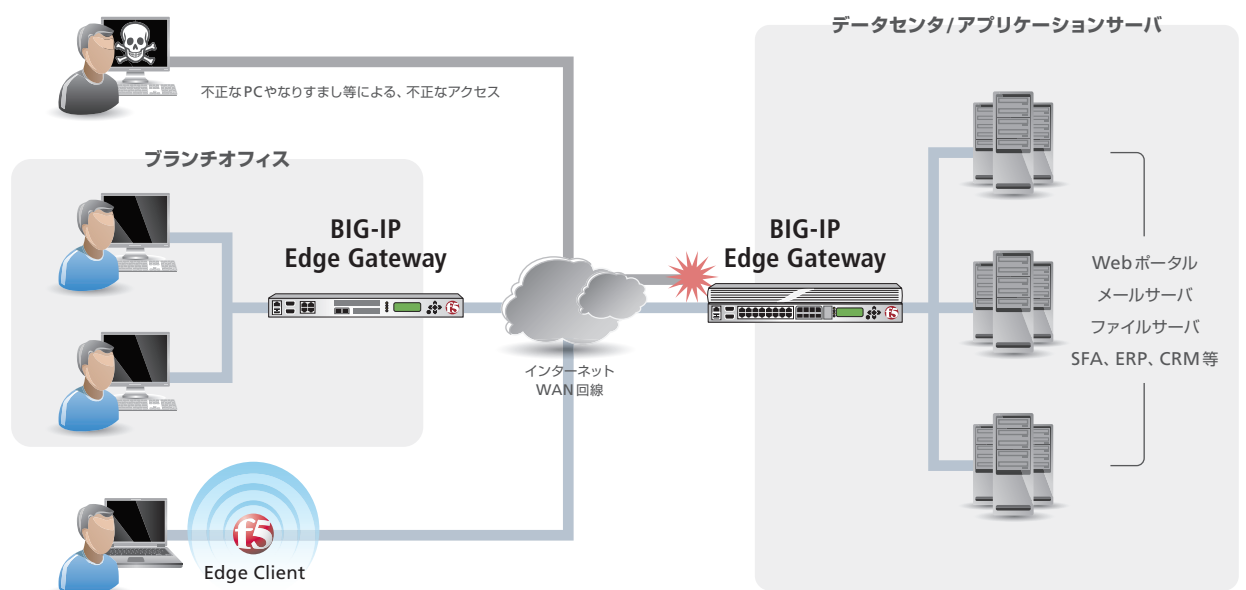 データセンタ/アプリケーションサーバ
不正なPCやなりすまし等による、不正なアクセス
ブランチオフィス
BIG-IP
Edge Gateway
BIG-IP
Edge Gateway
f5
f5
インターネット
WAN回線
Webポータル
メールサーバ
ファイルサーバ
SFA、ERP、CRM等
f5
Edge Client